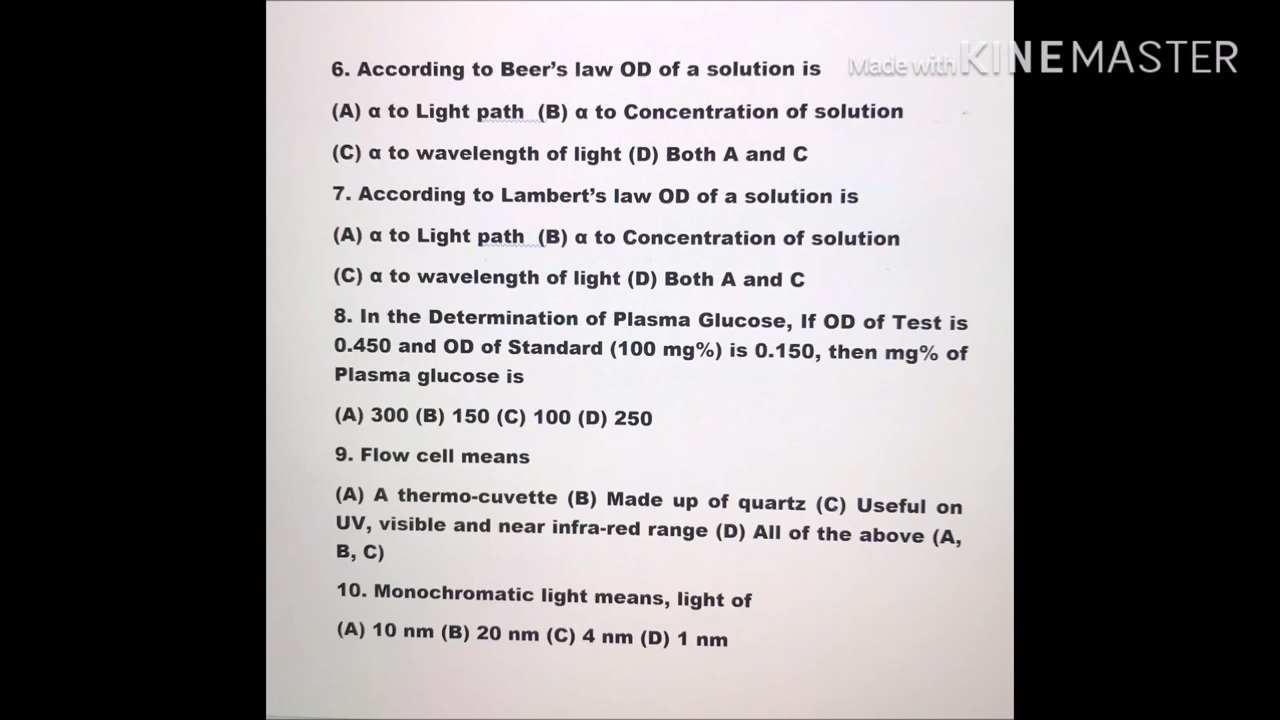 Made with KINEMASTER
6. According to Beer's law OD of a solution is
(A) α to Light path (B) α to Concentration of solution
(C) α to wavelength of light (D) Both A and C
7. According to Lambert's law OD of a solution is
(A) α to Light path (B) α to Concentration of solution
(C) α to wavelength of light (D) Both A and C
8. In the Determination of Plasma Glucose, If OD of Test is
0.450 and OD of Standard (100 mg%) is 0.150, then mg% of
Plasma glucose is
(A) 300 (B) 150 (C) 100 (D) 250
9. Flow cell means
(A) A thermo-cuvette (B) Made up of quartz (C) Useful on
UV, visible and near infra-red range (D) All of the above (A,
B, C)
10. Monochromatic light means, light of
(A) 10 nm (B) 20 nm (C) 4 nm (D) 1 nm